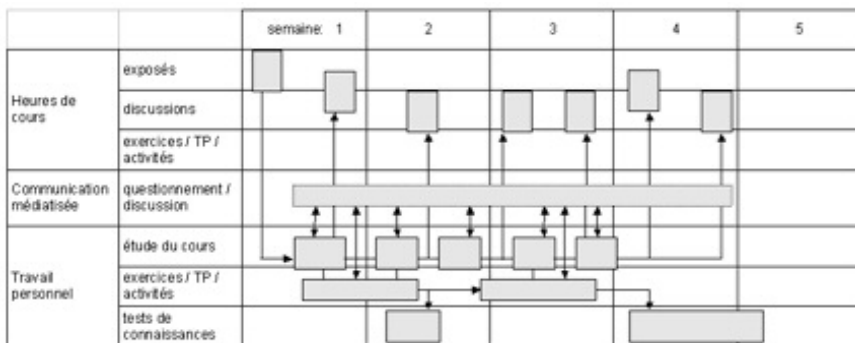 semaine: 1 2 3 4 5
exposés
Heures de
cours
discussions
exercices / TP /
activités
Communication
médiatisée
questionnement /
discussion
étude du cours
Travail
personnel
exercices / TP /
activités
tests de
connaissances